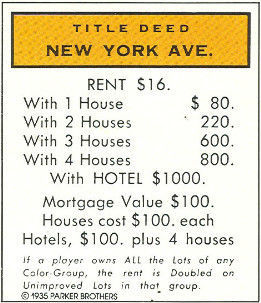 TITLE DEED
NEW YORK AVE.
RENT $16.
With 1 House $ 80.
With 2 Houses 220.
With 3 Houses 600.
With 4 Houses 800.
With HOTEL $1000.
Mortgage Value $100.
Houses cost $100. each
Hotels, $100. plus 4 houses
If a player owns ALL the Lots of any
Color-Group, the rent is Doubled on
Unimproved Lots in that group.
© 1935 PARKER BROTHERS